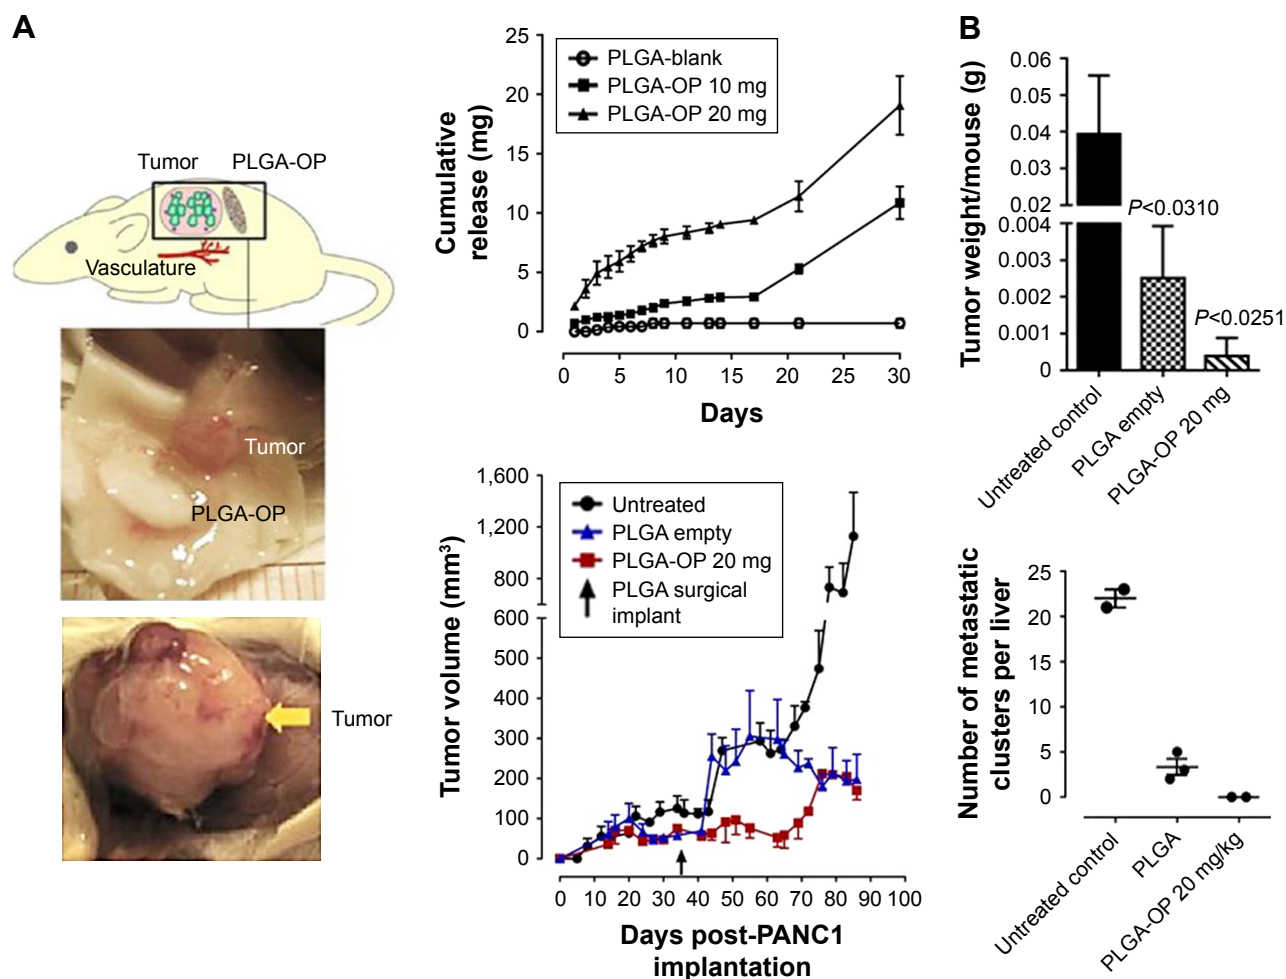 A
Tumor
PLGA-OP
Vasculature
Tumor
PLGA-OP
Tumor
25
20
15
10
5
0
Cumulative
release (mg)
PLGA-blank
PLGA-OP 10 mg
PLGA-OP 20 mg
0 5 10 15 20 25 30
Days
1,600
1,200
800
600
500
400
300
200
100
0
Tumor volume (mm³)
Untreated
PLGA empty
PLGA-OP 20 mg
PLGA surgical
implant
0 10 20 30 40 50 60 70 80 90 100
Days post-PANC1
implantation
B
0.06
0.05
0.04
0.03
0.02
0.004
0.003
0.002
0.001
0
Tumor weight/mouse (g)
P<0.0310
P<0.0251
Untreated control
PLGA empty
PLGA-OP 20 mg
25
20
15
10
5
0
Number of metastatic
clusters per liver
Untreated control
PLGA
PLGA-OP 20 mg/kg